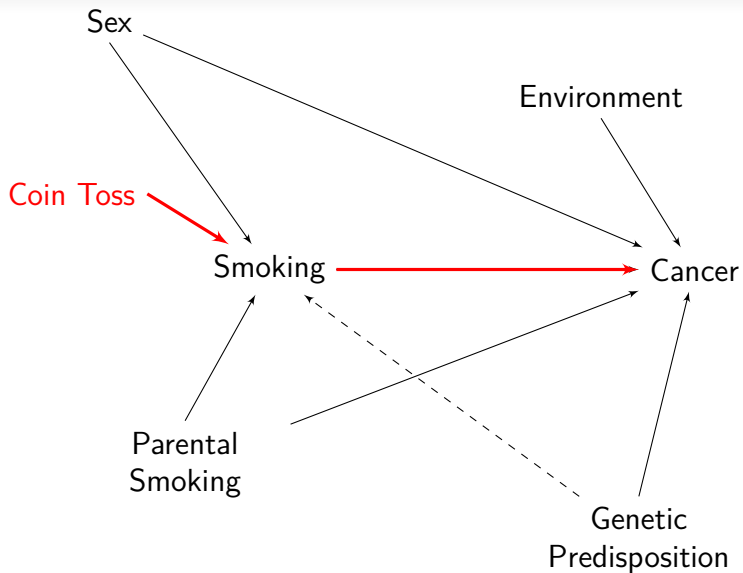 Sex
Environment
Coin Toss
Smoking
Cancer
Parental
Smoking
Genetic
Predisposition